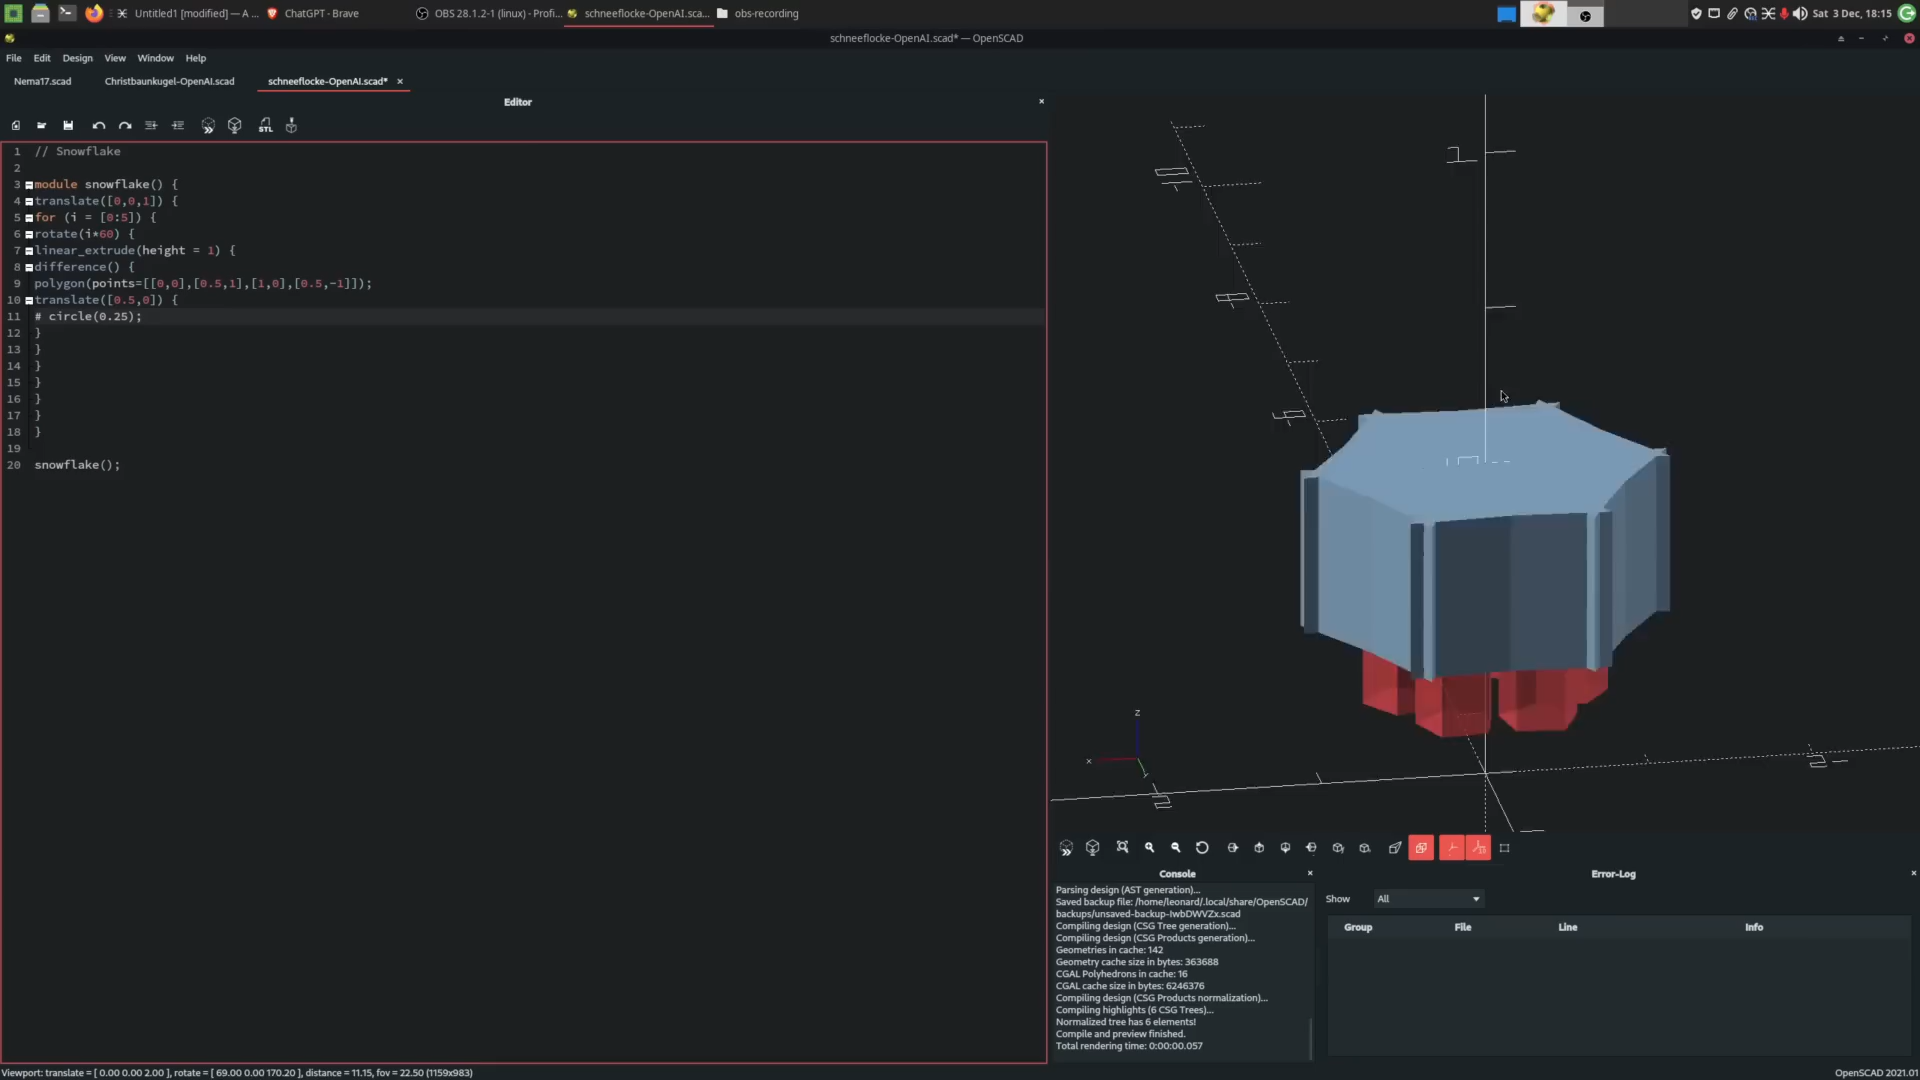 Untitled1 [modified] — A ...
ChatGPT - Brave
OBS 28.1.2-1 (linux) - Profi...
schneeflocke-OpenAI.sca...
obs-recording
Sat 3 Dec, 18:15
schneeflocke-OpenAI.scad* — OpenSCAD
File Edit Design View Window Help
Nema17.scad
Christbaunkugel-OpenAI.scad
schneeflocke-OpenAI.scad*
Editor
STL
1 // Snowflake
2
3 module snowflake() {
4 translate([0,0,1]) {
5 for (i = [0:5]) {
6 rotate(i*60) {
7 linear_extrude(height = 1) {
8 difference() {
9 polygon(points=[[0,0],[0.5,1],[1,0],[0.5,-1]]);
10 translate([0.5,0]) {
11 # circle(0.25);
12 }
13 }
14 }
15 }
16 }
17 }
18 }
19
20 snowflake();
z
x
Console
Parsing design (AST generation)...
Saved backup file: /home/leonard/.local/share/OpenSCAD/
backups/unsaved-backup-IwbDWVZx.scad
Compiling design (CSG Tree generation)...
Compiling design (CSG Products generation)...
Geometries in cache: 142
Geometry cache size in bytes: 363688
CGAL Polyhedrons in cache: 16
CGAL cache size in bytes: 6246376
Compiling design (CSG Products normalization)...
Compiling highlights (6 CSG Trees)...
Normalized tree has 6 elements!
Compile and preview finished.
Total rendering time: 0:00:00.057
Error-Log
Show All
Group File Line Info
Viewport: translate = [ 0.00 0.00 2.00 ], rotate = [ 69.00 0.00 170.20 ], distance = 11.15, fov = 22.50 (1159x983)
OpenSCAD 2021.01